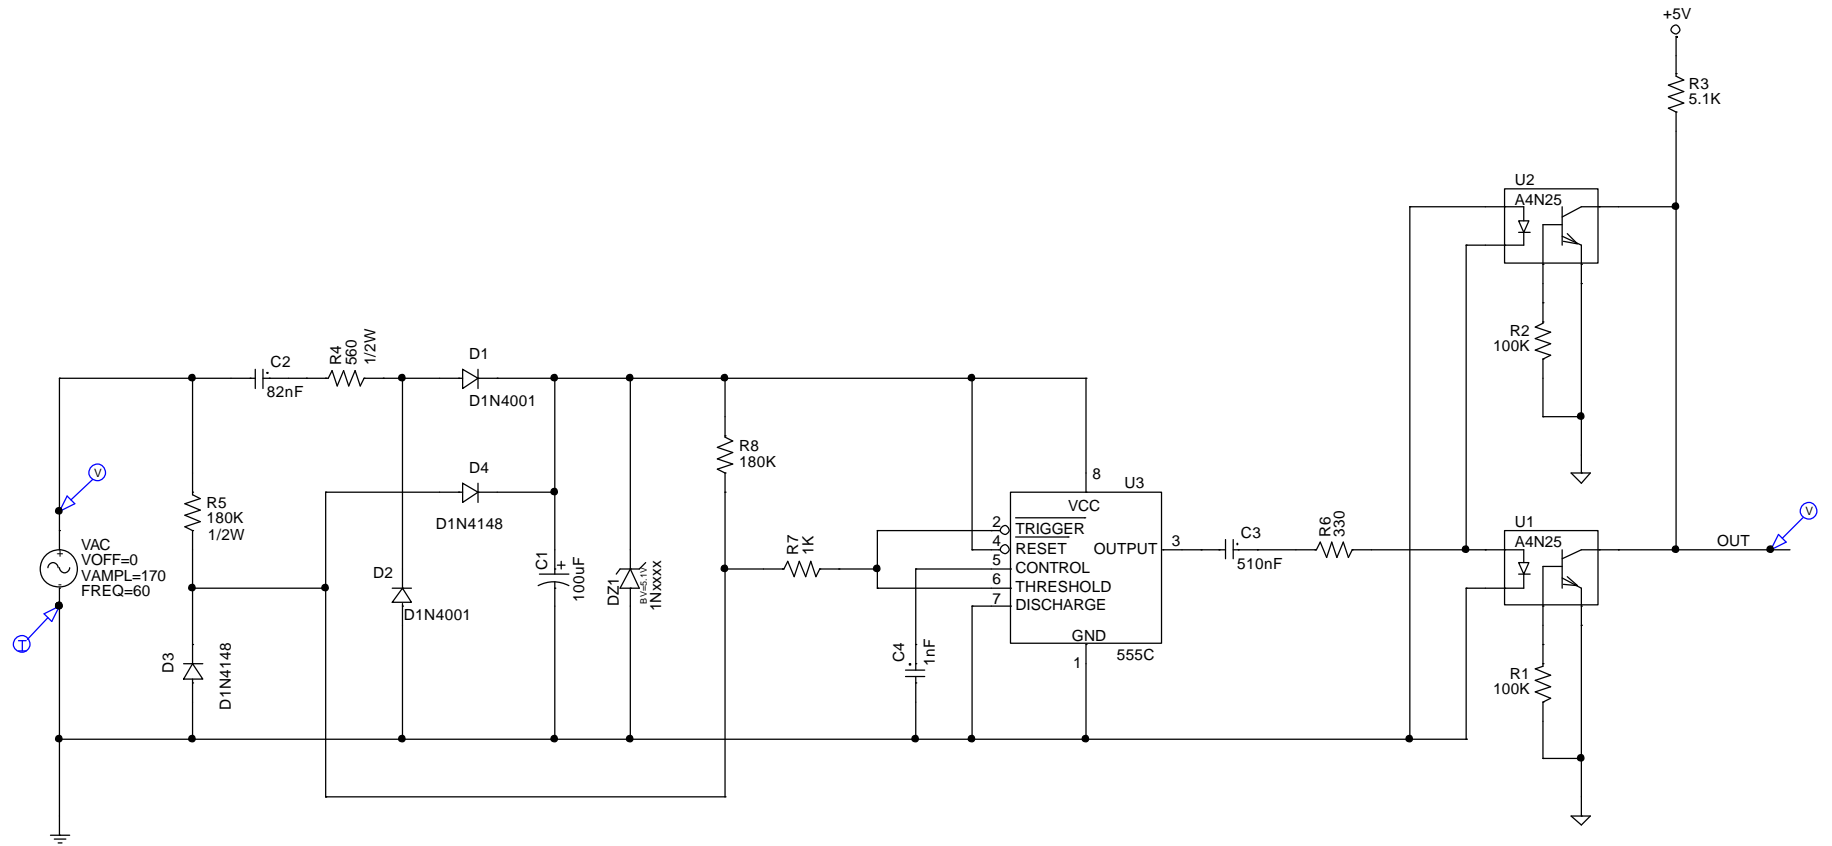 +5V
R3
5.1K
U2
A4N25
R2
100K
C2
82nF
R4
560
1/2W
D1
D1N4001
D4
D1N4148
R8
180K
R5
180K
1/2W
V
VAC
VOFF=0
VAMPL=170
FREQ=60
I
D3
D1N4148
D2
D1N4001
C1
+
100uF
DZ1
BV=5.1V
1Nxxxx
R7
1K
C4
1nF
8
U3
VCC
2
TRIGGER
4
RESET
OUTPUT
3
5
CONTROL
6
THRESHOLD
7
DISCHARGE
GND
1
555C
C3
510nF
R6
330
U1
A4N25
OUT
V
R1
100K